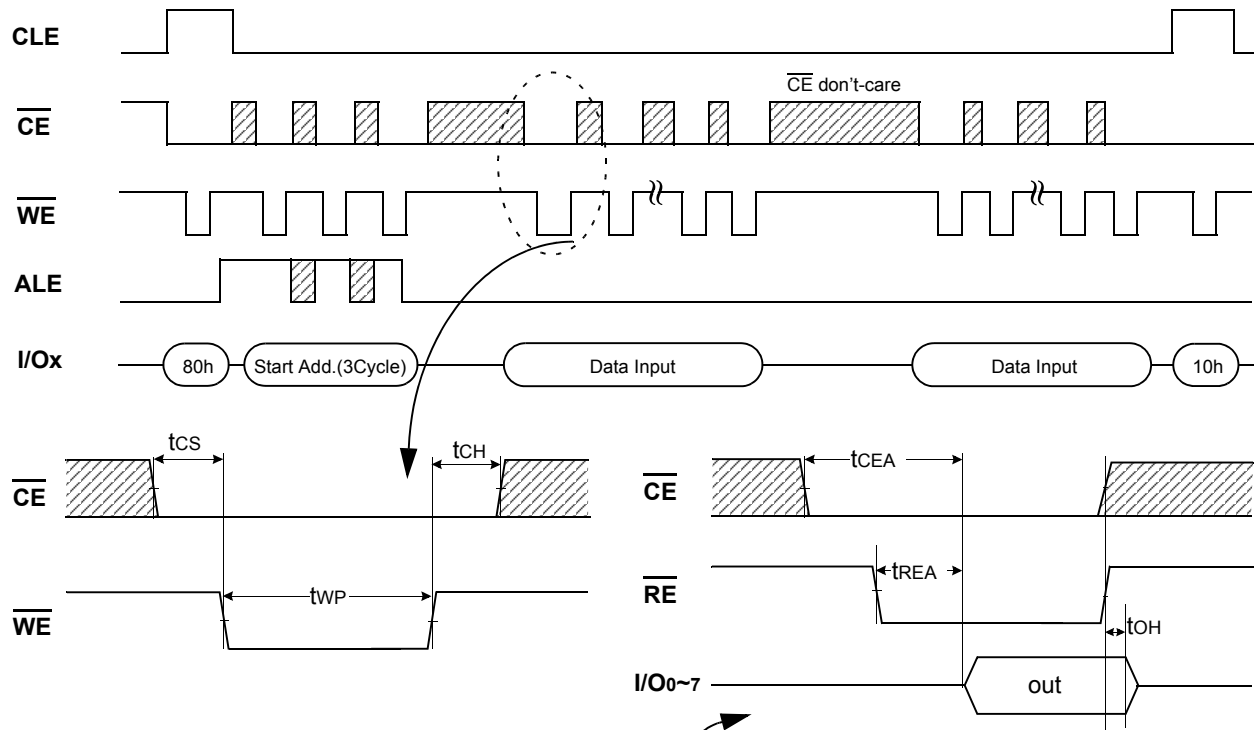 CLE
CE don't-care
CE
WE
ALE
I/Ox 80h Start Add.(3Cycle) Data Input Data Input 10h
tCS tCH
CE
tWP
WE
tCEA
CE
tREA
RE
tOH
I/O0~7 out